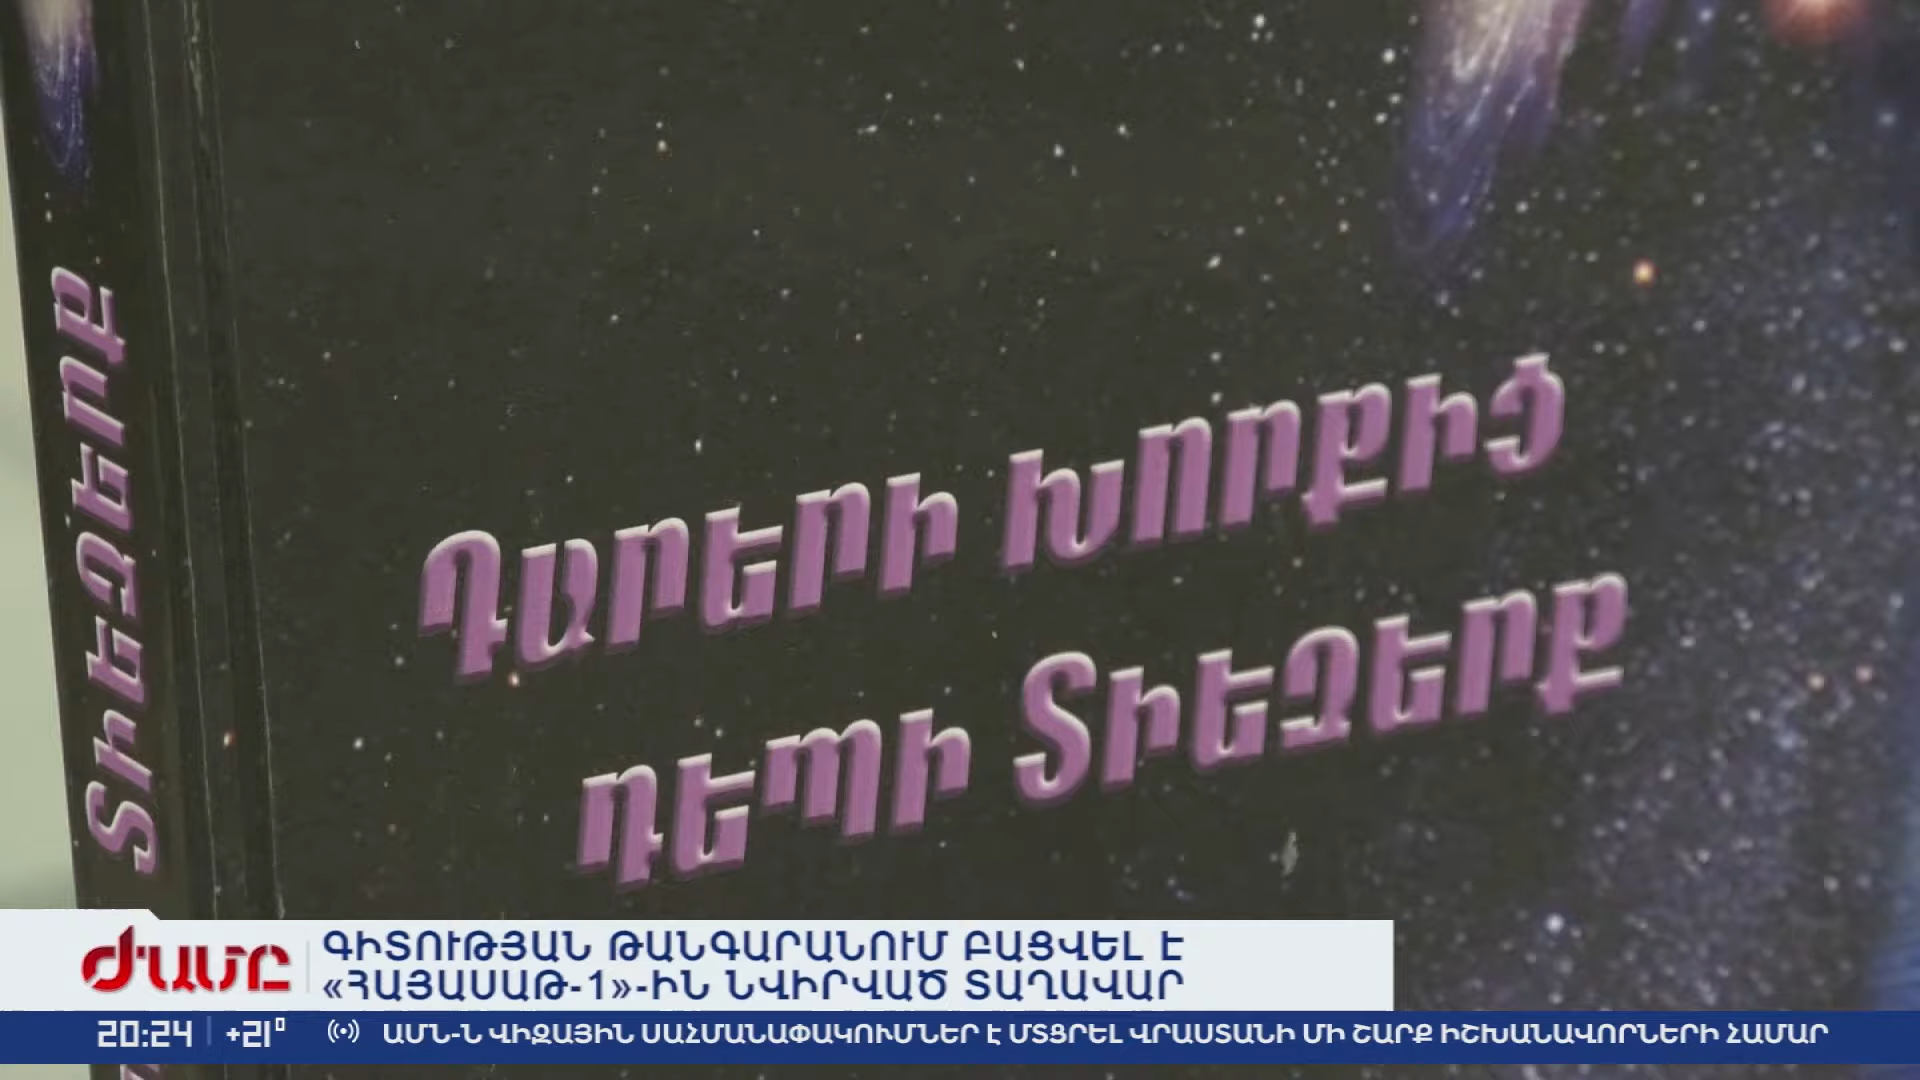 Տիեզերք
Դարերի խորքից
դեպի Տիեզերք
ԺԱՄԸ
ԳԻՏՈՒԹՅԱՆ ԹԱՆԳԱՐԱՆՈՒՄ ԲԱՑՎԵԼ Է
«ՀԱՅԱՍԱԹ-1»-ԻՆ ՆՎԻՐՎԱԾ ՏԱՂԱՎԱՐ
20:24 +21° ԱՄՆ-Ն ՎԻԶԱՅԻՆ ՍԱՀՄԱՆԱՓԱԿՈՒՄՆԵՐ է ՄՏՑՐԵԼ ՎՐԱՍՏԱՆԻ ՄԻ ՇԱՐՔ ԻՇԽԱՆԱՎՈՐՆԵՐԻ ՀԱՄԱՐ